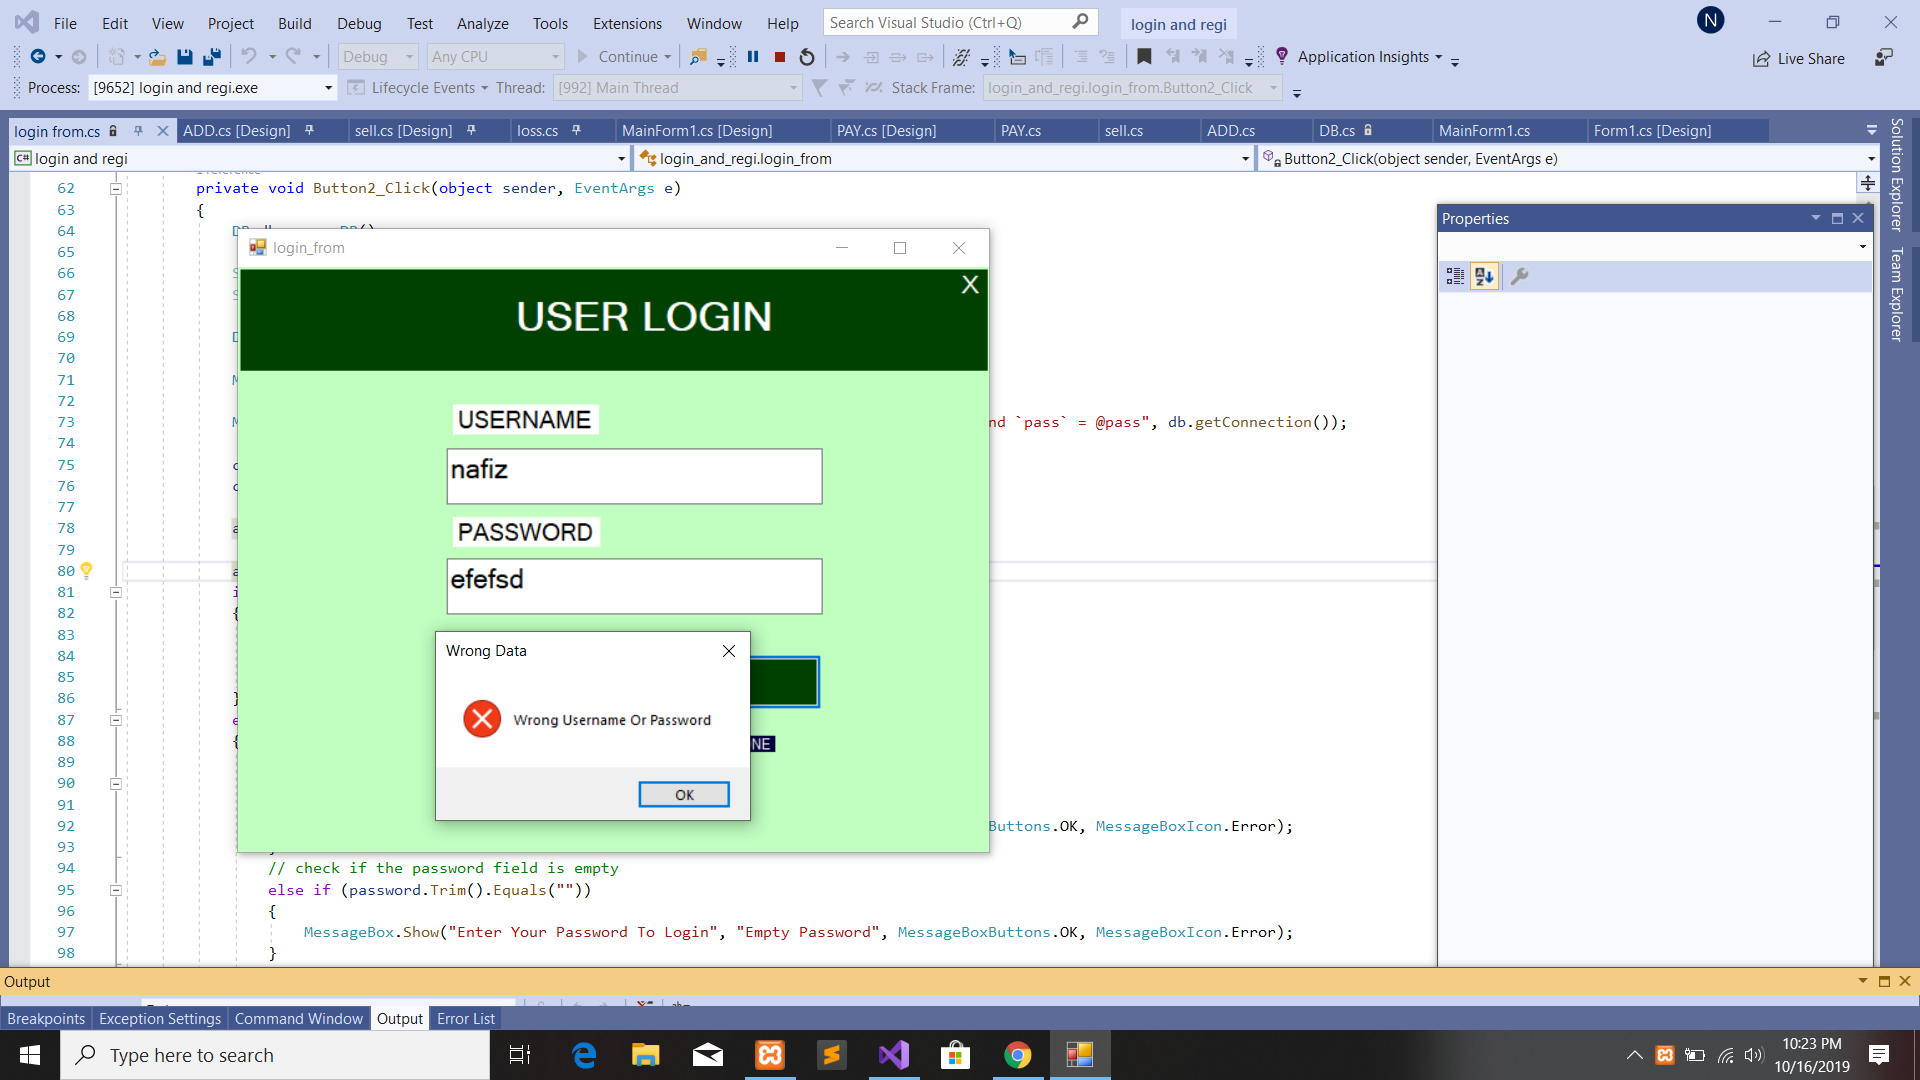 File Edit View Project Build Debug Test Analyze Tools Extensions Window Help Search Visual Studio (Ctrl+Q) login and regi N
Debug Any CPU Continue Application Insights Live Share
Process: [9652] login and regi.exe Lifecycle Events Thread: [992] Main Thread Stack Frame: login_and_regi.login_from.Button2_Click
login from.cs ADD.cs [Design] sell.cs [Design] loss.cs MainForm1.cs [Design] PAY.cs [Design] PAY.cs sell.cs ADD.cs DB.cs MainForm1.cs Form1.cs [Design]
C# login and regi login_and_regi.login_from Button2_Click(object sender, EventArgs e)
Solution Explorer
Team Explorer
62 private void Button2_Click(object sender, EventArgs e)
63 {
64
65
66
67
68
69
70
71
72
73 nd `pass` = @pass", db.getConnection());
74
75
76
77
78
79
80
81
82 {
83
84
85
86 }
87
88 {
89
90
91
92 Buttons.OK, MessageBoxIcon.Error);
93
94 // check if the password field is empty
95 else if (password.Trim().Equals(""))
96 {
97 MessageBox.Show("Enter Your Password To Login", "Empty Password", MessageBoxButtons.OK, MessageBoxIcon.Error);
98 }
login_from
X
USER LOGIN
USERNAME
nafiz
PASSWORD
efefsd
NE
Wrong Data
Wrong Username Or Password
OK
Properties
Output
Breakpoints Exception Settings Command Window Output Error List
Type here to search
10:23 PM
10/16/2019